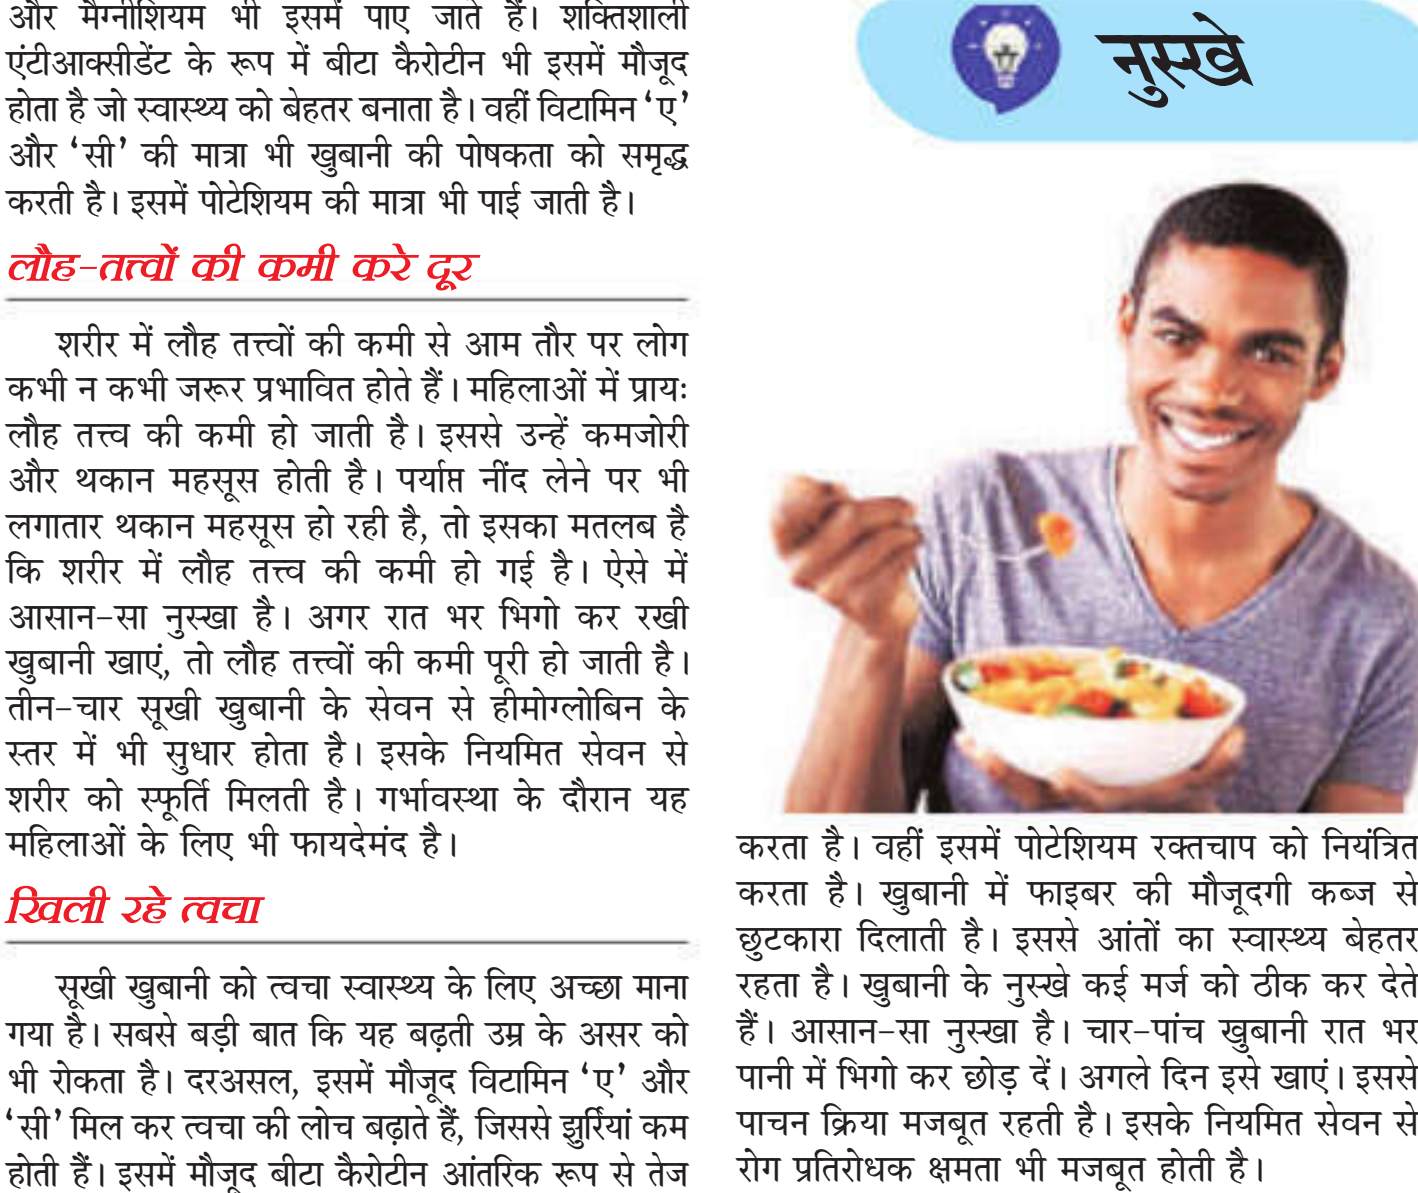 और मैग्नीशियम भी इसमें पाए जाते हैं। शक्तिशाली
एंटीआक्सीडेंट के रूप में बीटा कैरोटीन भी इसमें मौजूद
होता है जो स्वास्थ्य को बेहतर बनाता है। वहीं विटामिन ‘ए’
और ‘सी’ की मात्रा भी खुबानी की पोषकता को समृद्ध
करती है। इसमें पोटेशियम की मात्रा भी पाई जाती है।
लौह-तत्त्वों की कमी करे दूर
शरीर में लौह तत्त्वों की कमी से आम तौर पर लोग
कभी न कभी जरूर प्रभावित होते हैं। महिलाओं में प्रायः
लौह तत्त्व की कमी हो जाती है। इससे उन्हें कमजोरी
और थकान महसूस होती है। पर्याप्त नींद लेने पर भी
लगातार थकान महसूस हो रही है, तो इसका मतलब है
कि शरीर में लौह तत्त्व की कमी हो गई है। ऐसे में
आसान-सा नुस्खा है। अगर रात भर भिगो कर रखी
खुबानी खाएं, तो लौह तत्त्वों की कमी पूरी हो जाती है।
तीन-चार सूखी खुबानी के सेवन से हीमोग्लोबिन के
स्तर में भी सुधार होता है। इसके नियमित सेवन से
शरीर को स्फूर्ति मिलती है। गर्भावस्था के दौरान यह
महिलाओं के लिए भी फायदेमंद है।
खिली रहे त्वचा
सूखी खुबानी को त्वचा स्वास्थ्य के लिए अच्छा माना
गया है। सबसे बड़ी बात कि यह बढ़ती उम्र के असर को
भी रोकता है। दरअसल, इसमें मौजूद विटामिन ‘ए’ और
‘सी’ मिल कर त्वचा की लोच बढ़ाते हैं, जिससे झुर्रियां कम
होती हैं। इसमें मौजूद बीटा कैरोटीन आंतरिक रूप से तेज
नुस्खे
करता है। वहीं इसमें पोटेशियम रक्तचाप को नियंत्रित
करता है। खुबानी में फाइबर की मौजूदगी कब्ज से
छुटकारा दिलाती है। इससे आंतों का स्वास्थ्य बेहतर
रहता है। खुबानी के नुस्खे कई मर्ज को ठीक कर देते
हैं। आसान-सा नुस्खा है। चार-पांच खुबानी रात भर
पानी में भिगो कर छोड़ दें। अगले दिन इसे खाएं। इससे
पाचन क्रिया मजबूत रहती है। इसके नियमित सेवन से
रोग प्रतिरोधक क्षमता भी मजबूत होती है।